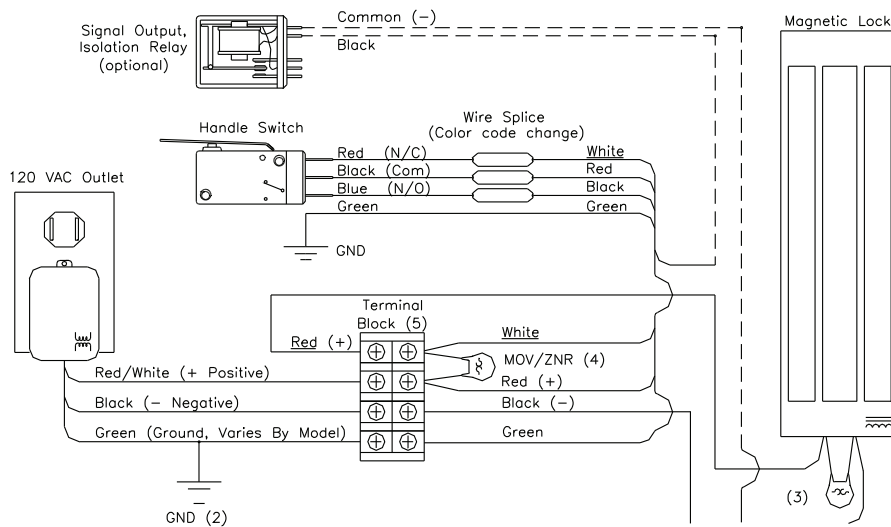 Common (-)
Black
Signal Output,
Isolation Relay
(optional)
Magnetic Lock
Handle Switch
Wire Splice
(Color code change)
Red (N/C)
White
Black (Com)
Red
Blue (N/O)
Black
Green
Green
GND
120 VAC Outlet
Terminal
Block (5)
Red (+)
White
MOV/ZNR (4)
Red/White (+ Positive)
Red (+)
Black (- Negative)
Black (-)
Green (Ground, Varies By Model)
Green
GND (2)
(3)